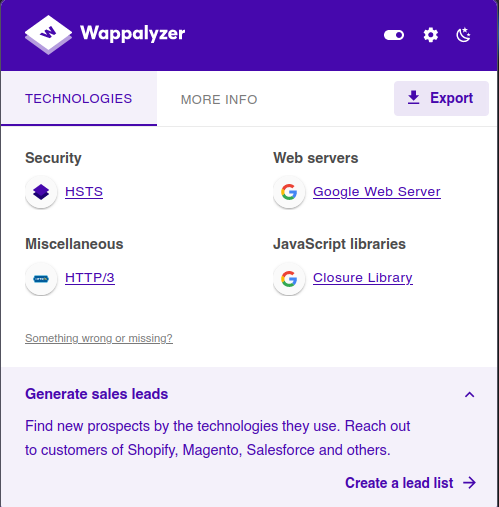 Wappalyzer
TECHNOLOGIES
MORE INFO
Export
Security
HSTS
Web servers
Google Web Server
Miscellaneous
HTTP/3
JavaScript libraries
Closure Library
Something wrong or missing?
Generate sales leads
Find new prospects by the technologies they use. Reach out
to customers of Shopify, Magento, Salesforce and others.
Create a lead list